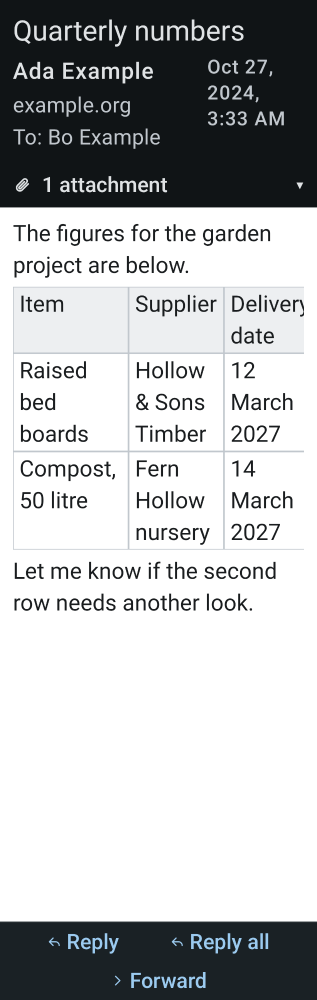 Quarterly numbers
Ada Example
Oct 27,
2024,
3:33 AM
example.org
To: Bo Example
1 attachment
The figures for the garden
project are below.
Item Supplier Delivery
date
Raised
bed
boards
Hollow
& Sons
Timber
12
March
2027
Compost,
50 litre
Fern
Hollow
nursery
14
March
2027
Let me know if the second
row needs another look.
Reply Reply all
Forward